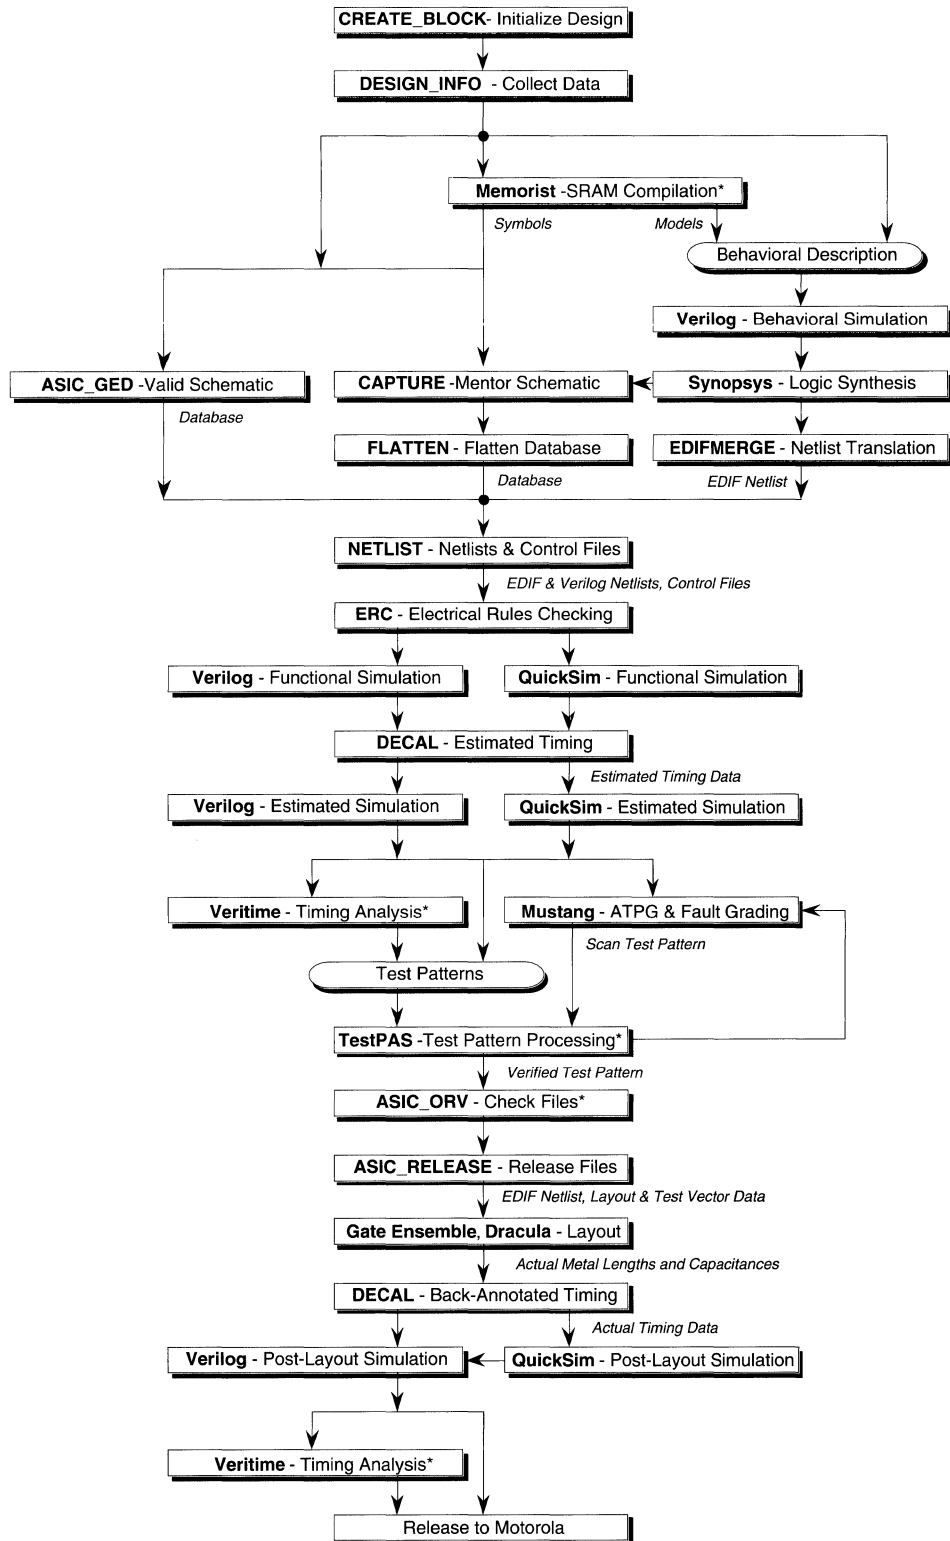 CREATE_BLOCK- Initialize Design
DESIGN_INFO - Collect Data
Memorist -SRAM Compilation*
Symbols
Models
Behavioral Description
Verilog - Behavioral Simulation
ASIC_GED -Valid Schematic
CAPTURE -Mentor Schematic
Synopsys - Logic Synthesis
Database
FLATTEN - Flatten Database
EDIFMERGE - Netlist Translation
Database
EDIF Netlist
NETLIST - Netlists & Control Files
EDIF & Verilog Netlists, Control Files
ERC - Electrical Rules Checking
Verilog - Functional Simulation
QuickSim - Functional Simulation
DECAL - Estimated Timing
Estimated Timing Data
Verilog - Estimated Simulation
QuickSim - Estimated Simulation
Veritime - Timing Analysis*
Mustang - ATPG & Fault Grading
Scan Test Pattern
Test Patterns
TestPAS -Test Pattern Processing*
Verified Test Pattern
ASIC_ORV - Check Files*
ASIC_RELEASE - Release Files
EDIF Netlist, Layout & Test Vector Data
Gate Ensemble, Dracula - Layout
Actual Metal Lengths and Capacitances
DECAL - Back-Annotated Timing
Actual Timing Data
Verilog - Post-Layout Simulation
QuickSim - Post-Layout Simulation
Veritime - Timing Analysis*
Release to Motorola